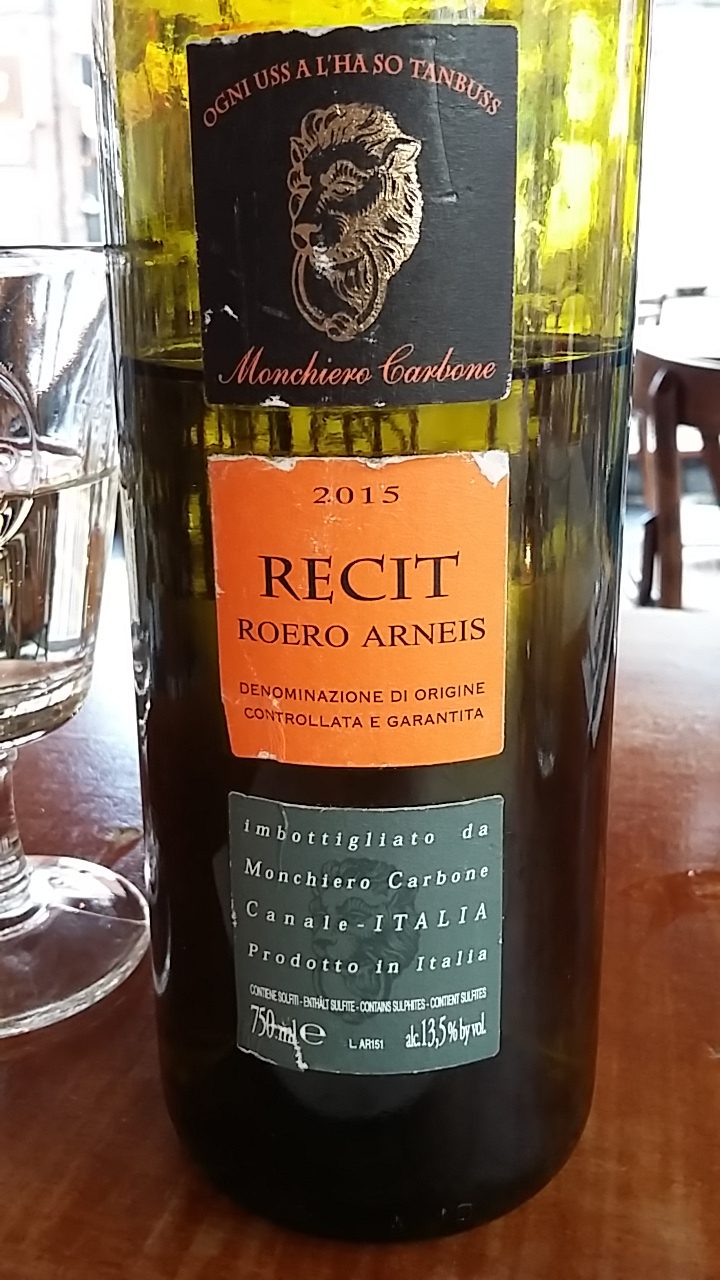 OGNI USS A L'HA SO TANBUSS
Monchiero Carbone
2015
RECIT
ROERO ARNEIS
DENOMINAZIONE DI ORIGINE
CONTROLLATA E GARANTITA
imbottigliato da
Monchiero Carbone
Canale-ITALIA
Prodotto in Italia
CONTIENE SOLFITI - ENTHÄLT SULFITE - CONTAINS SULPHITES - CONTIENT SULFITES
750 ml e L. AR151 alc.13,5% by vol.